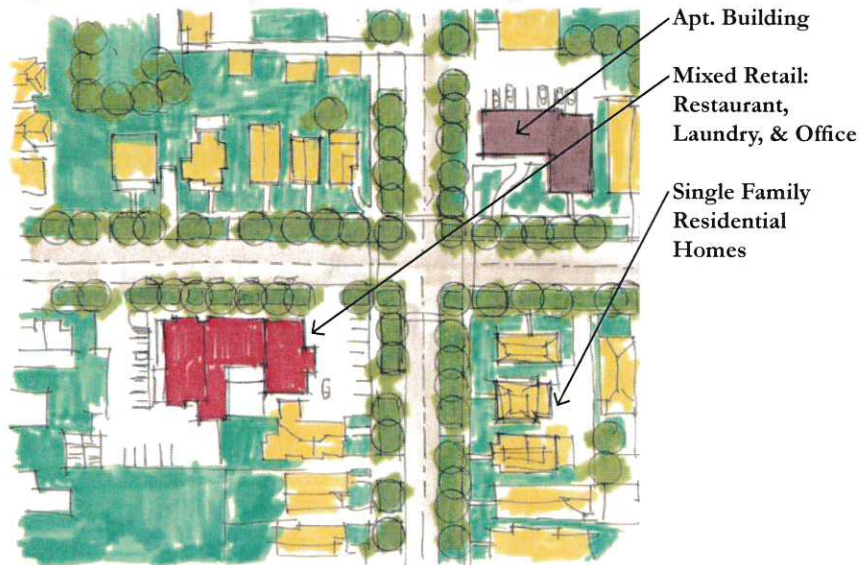 Apt. Building
Mixed Retail:
Restaurant,
Laundry, & Office
Single Family
Residential
Homes